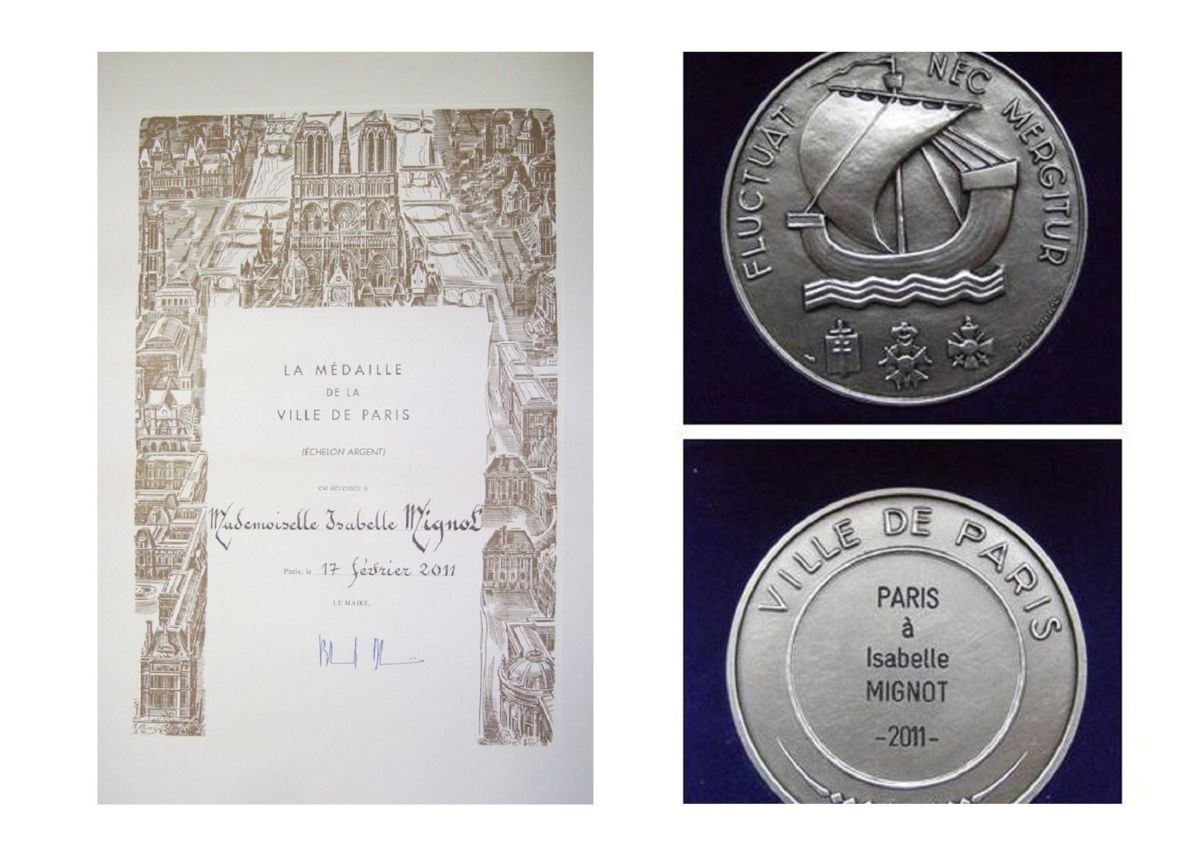 LA MÉDAILLE
DE LA
VILLE DE PARIS
(ÉCHELON ARGENT)
est décernée à
Mademoiselle Isabelle Mignot
Paris, le 17 février 2011
LE MAIRE,
FLUCTUAT NEC MERGITUR
VILLE DE PARIS
PARIS
à
Isabelle
MIGNOT
-2011-